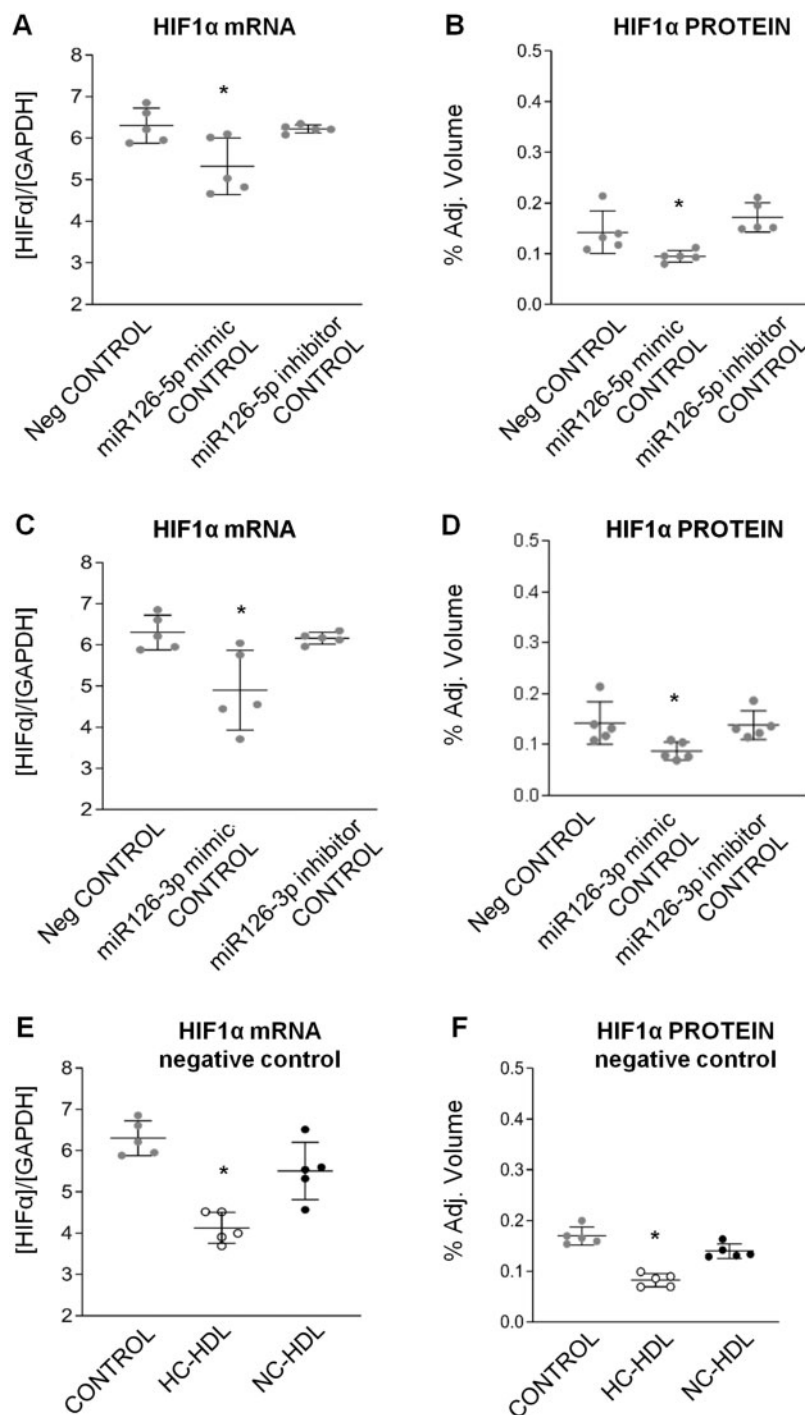 A
HIF1α mRNA
[HIFα]/[GAPDH]
8
7
6
5
4
3
2
*
Neg CONTROL
miR126-5p mimic
CONTROL
miR126-5p inhibitor
CONTROL
B
HIF1α PROTEIN
% Adj. Volume
0.5
0.4
0.3
0.2
0.1
0.0
*
Neg CONTROL
miR126-5p mimic
CONTROL
miR126-5p inhibitor
CONTROL
C
HIF1α mRNA
[HIFα]/[GAPDH]
8
7
6
5
4
3
2
*
Neg CONTROL
miR126-3p mimic
CONTROL
miR126-3p inhibitor
CONTROL
D
HIF1α PROTEIN
% Adj. Volume
0.5
0.4
0.3
0.2
0.1
0.0
*
Neg CONTROL
miR126-3p mimic
CONTROL
miR126-3p inhibitor
CONTROL
E
HIF1α mRNA
negative control
[HIFα]/[GAPDH]
8
7
6
5
4
3
2
*
CONTROL
HC-HDL
NC-HDL
F
HIF1α PROTEIN
negative control
% Adj. Volume
0.5
0.4
0.3
0.2
0.1
0.0
*
CONTROL
HC-HDL
NC-HDL